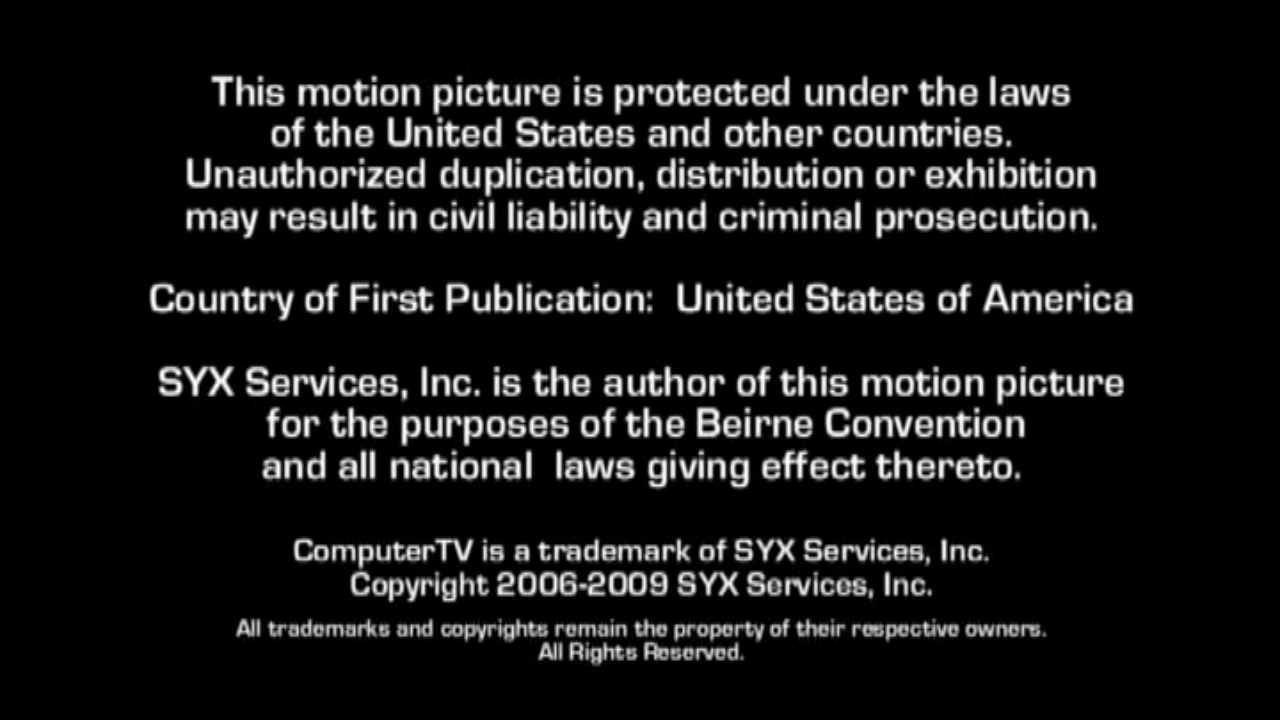 This motion picture is protected under the laws
of the United States and other countries.
Unauthorized duplication, distribution or exhibition
may result in civil liability and criminal prosecution.
Country of First Publication:  United States of America
SYX Services, Inc. is the author of this motion picture
for the purposes of the Beirne Convention
and all national  laws giving effect thereto.
ComputerTV is a trademark of SYX Services, Inc.
Copyright 2006-2009 SYX Services, Inc.
All trademarks and copyrights remain the property of their respective owners.
All Rights Reserved.